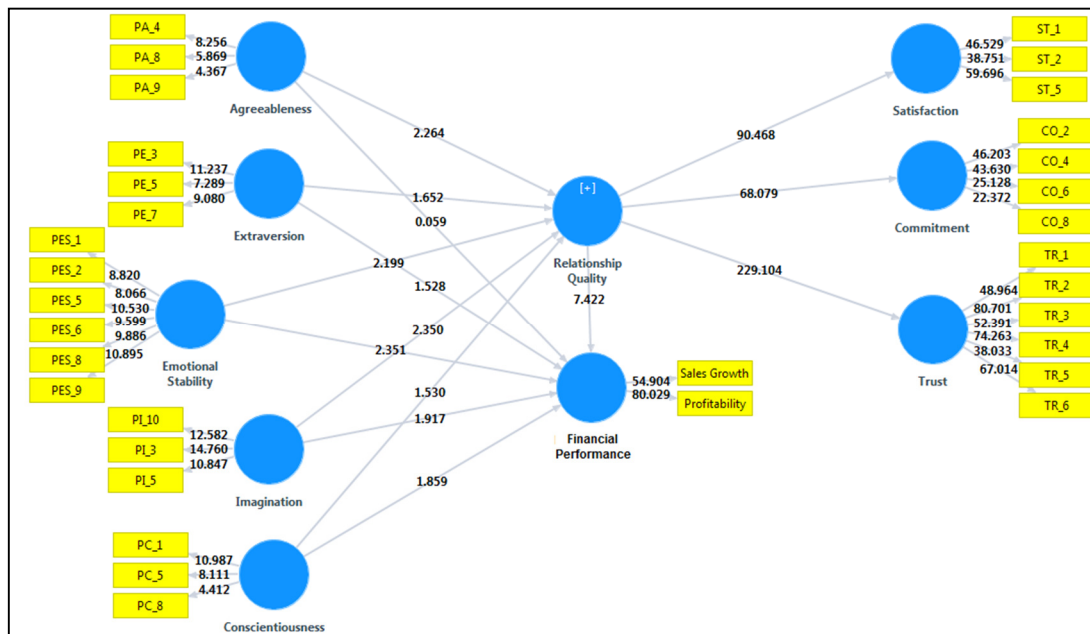 PA_4
8.256
PA_8
5.869
PA_9
4.367
Agreeableness
PE_3
11.237
PE_5
7.289
PE_7
9.080
Extraversion
PES_1
8.820
PES_2
8.066
PES_5
10.530
PES_6
9.599
PES_8
9.886
PES_9
10.895
Emotional
Stability
PI_10
12.582
PI_3
14.760
PI_5
10.847
Imagination
PC_1
10.987
PC_5
8.111
PC_8
4.412
Conscientiousness
2.264
1.652
0.059
2.199
1.528
2.350
2.351
1.530
1.917
1.859
[+]
Relationship
Quality
7.422
Financial
Performance
54.904
Sales Growth
80.029
Profitability
90.468
68.079
229.104
Satisfaction
ST_1
46.529
ST_2
38.751
ST_5
59.696
Commitment
CO_2
46.203
CO_4
43.630
CO_6
25.128
CO_8
22.372
Trust
TR_1
48.964
TR_2
80.701
TR_3
52.391
TR_4
74.263
TR_5
38.033
TR_6
67.014